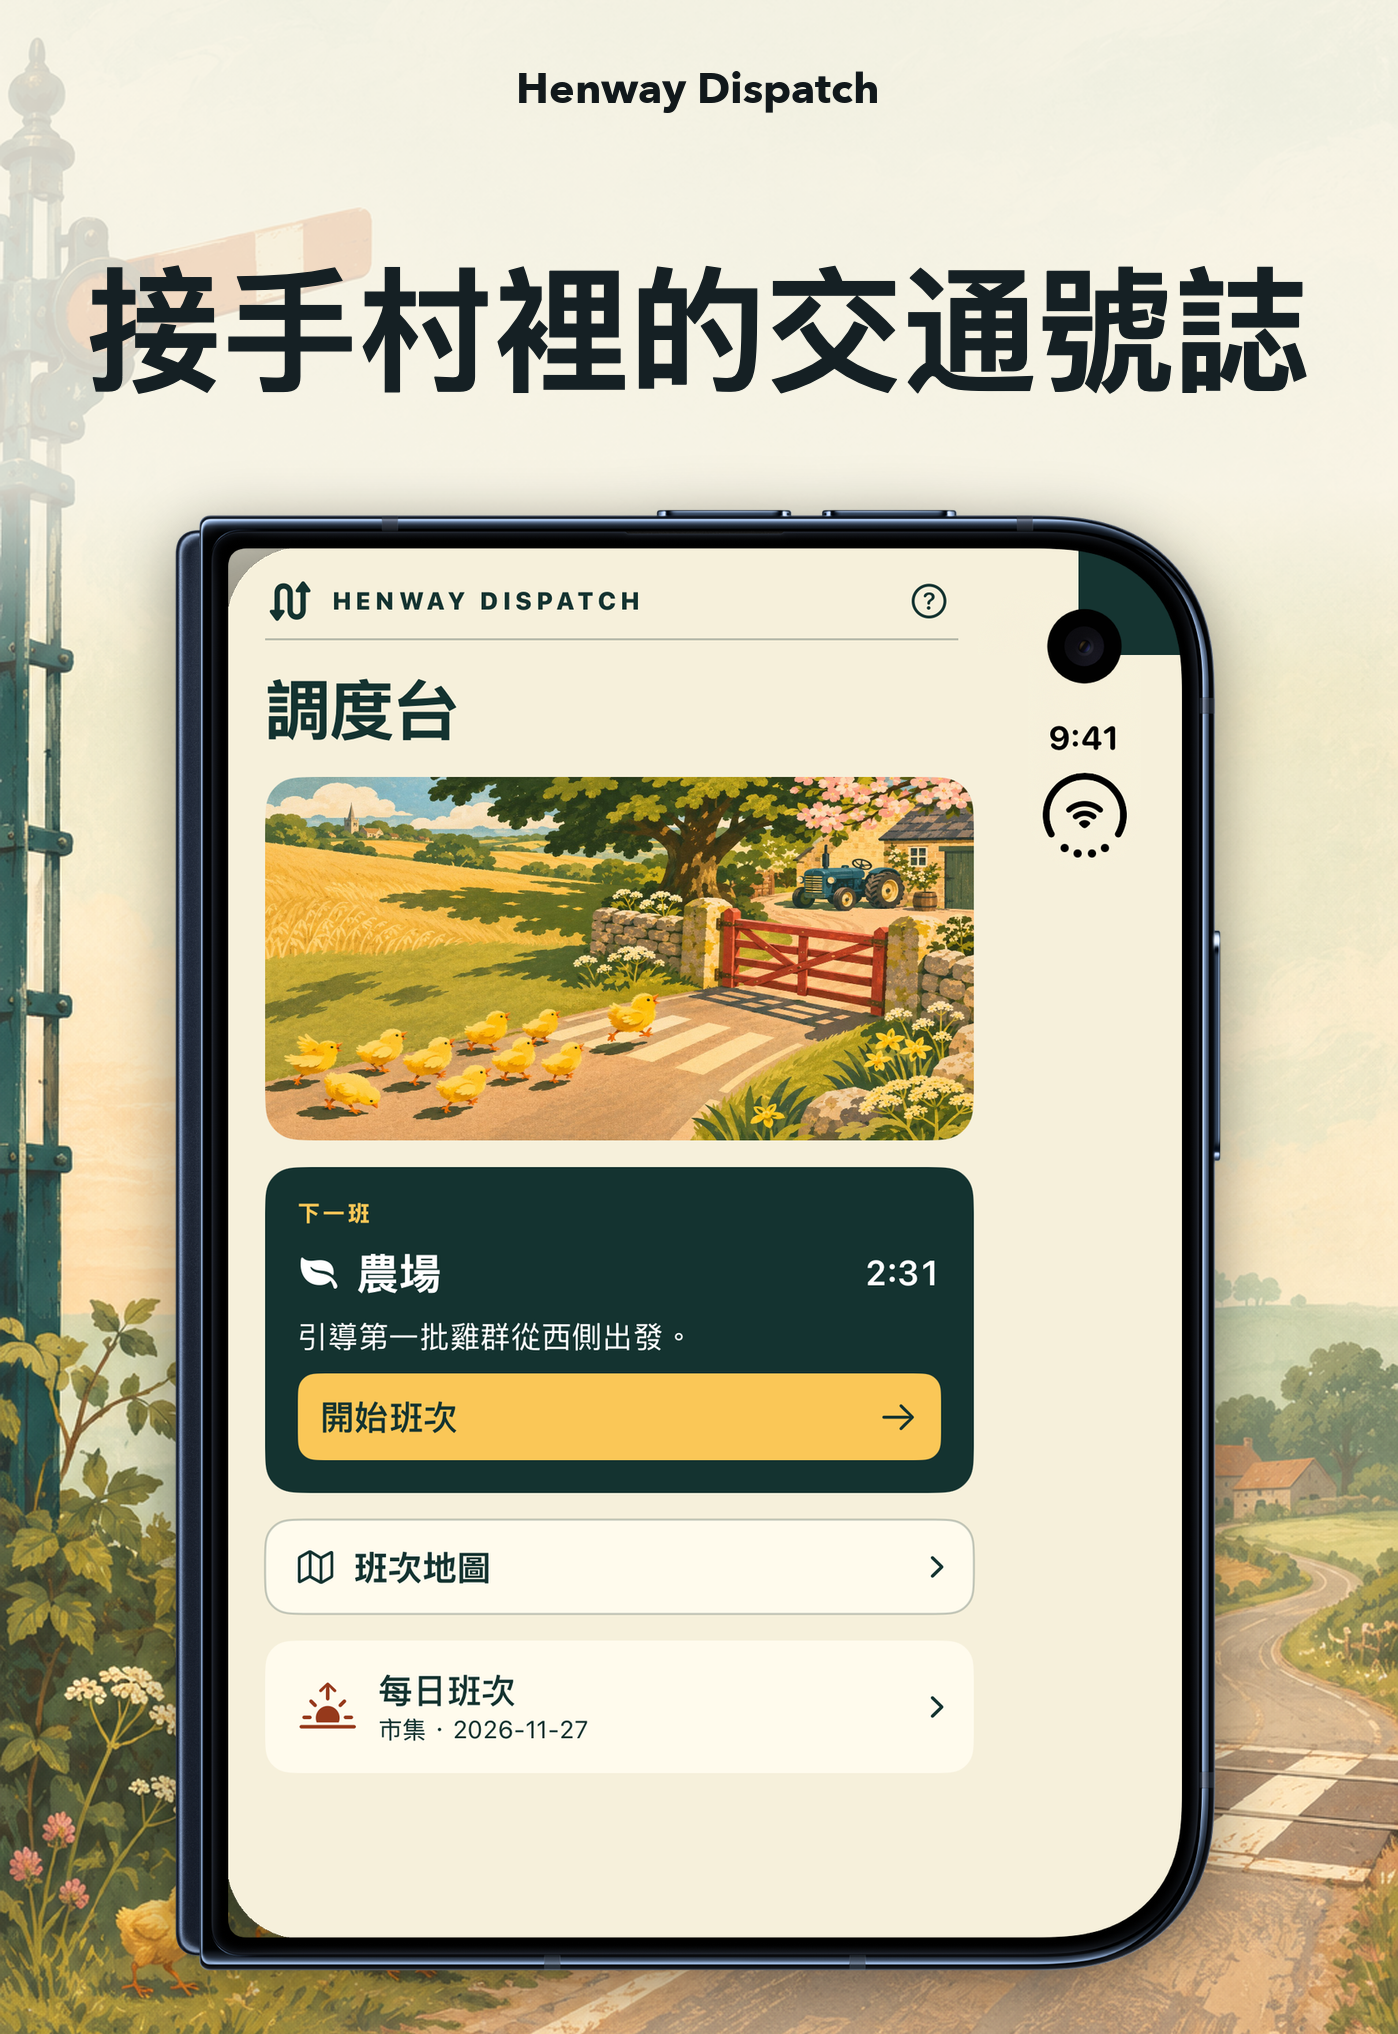 Henway Dispatch
接手村裡的交通號誌
HENWAY DISPATCH
?
9:41
調度台
下一班
農場
2:31
引導第一批雞群從西側出發。
開始班次
班次地圖
每日班次
市集 · 2026-11-27